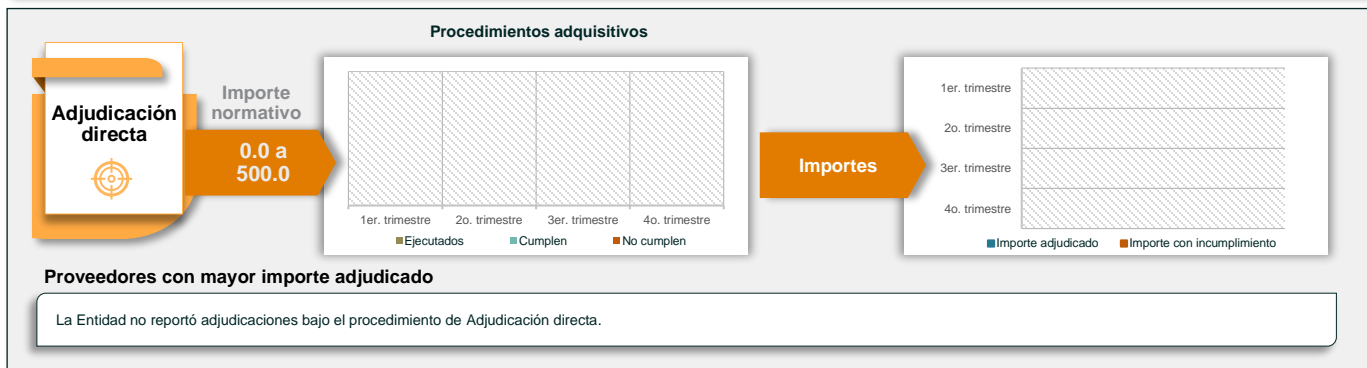 Procedimientos adquisitivos
Adjudicación
directa
Importe
normativo
0.0 a
500.0
1er. trimestre
2o. trimestre
3er. trimestre
4o. trimestre
Ejecutados
Cumplen
No cumplen
Importes
1er. trimestre
2o. trimestre
3er. trimestre
4o. trimestre
Importe adjudicado
Importe con incumplimiento
Proveedores con mayor importe adjudicado
La Entidad no reportó adjudicaciones bajo el procedimiento de Adjudicación directa.